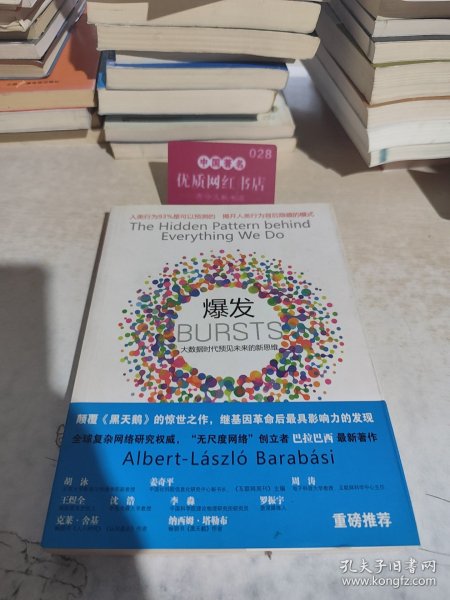 028
中国著名
优质网红书店
人类行为93%是可以预测的 揭开人类行为背后隐藏的模式
The Hidden Pattern behind
Everything We Do
爆发
BURSTS
大数据时代预见未来的新思维
颠覆《黑天鹅》的惊世之作，继基因革命后最具影响力的发现
全球复杂网络研究权威，“无尺度网络”创立者 巴拉巴西 最新著作
Albert-László Barabási
胡泳 姜奇平 周涛
王煜全 沈浩 李淼 罗振宇
克莱·舍基 纳西姆·塔勒布
重磅推荐
孔夫子旧书网